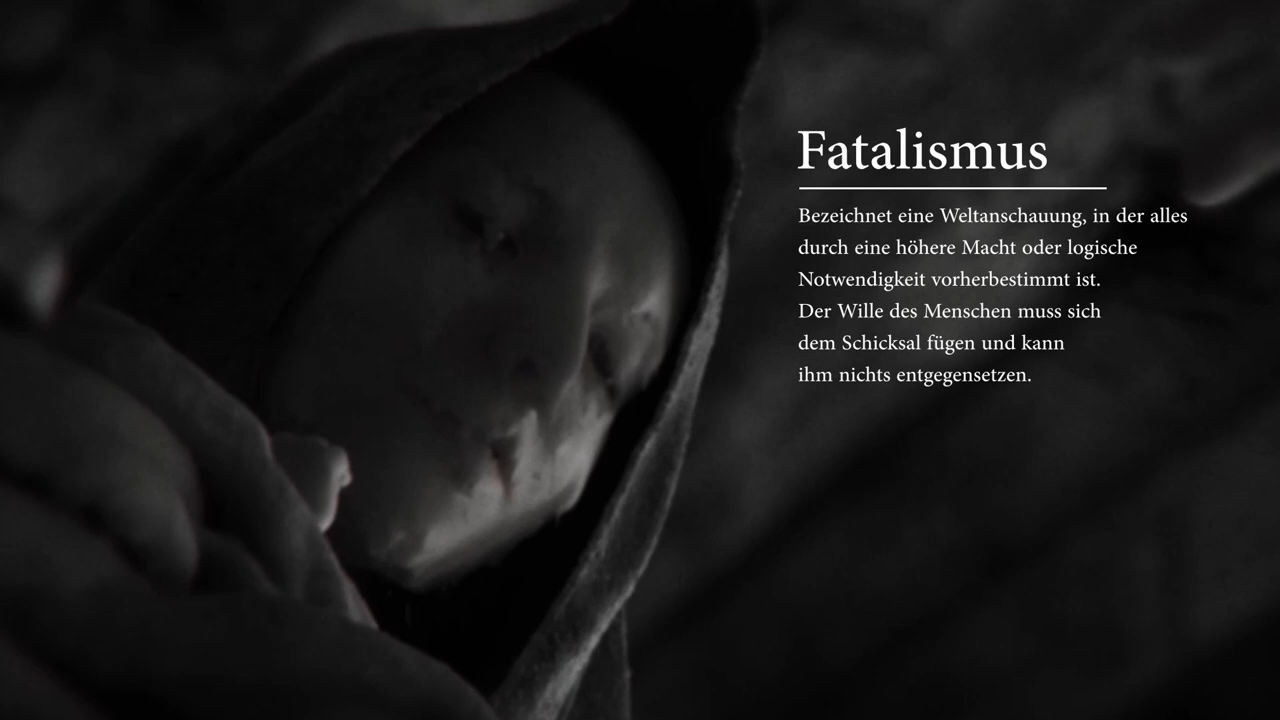 Fatalismus
Bezeichnet eine Weltanschauung, in der alles
durch eine höhere Macht oder logische
Notwendigkeit vorherbestimmt ist.
Der Wille des Menschen muss sich
dem Schicksal fügen und kann
ihm nichts entgegensetzen.